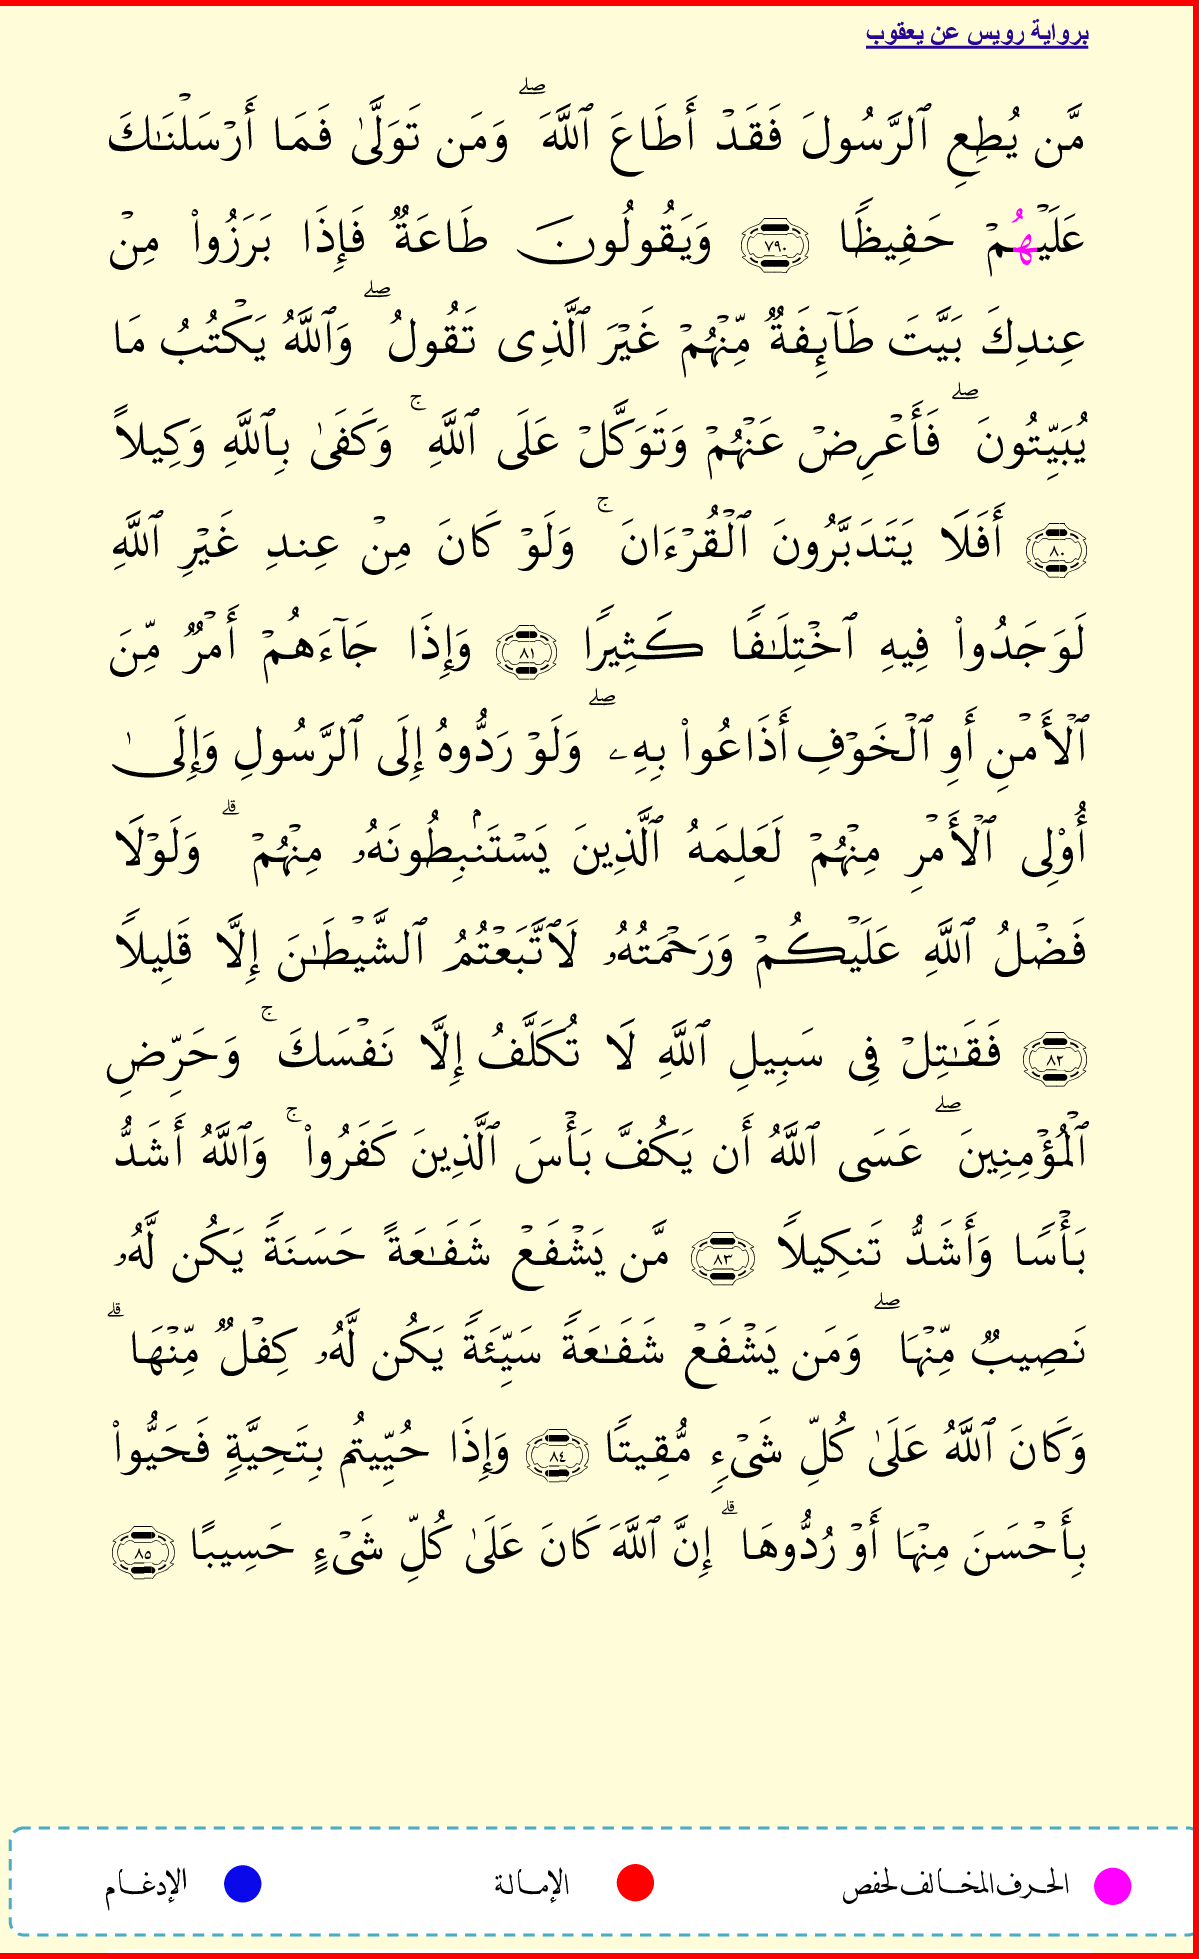 برواية رويس عن يعقوب
مَّن يُطِعِ ٱلرَّسُولَ فَقَدْ أَطَاعَ ٱللَّهَ ۖ وَمَن تَوَلَّىٰ فَمَا أَرْسَلْنَـٰكَ
عَلَيْهُمْ حَفِيظًا ٧٩٠ وَيَقُولُونَ طَاعَةٌ فَإِذَا بَرَزُوا۟ مِنْ
عِندِكَ بَيَّتَ طَآئِفَةٌ مِّنْهُمْ غَيْرَ ٱلَّذِى تَقُولُ ۖ وَٱللَّهُ يَكْتُبُ مَا
يُبَيِّتُونَ ۖ فَأَعْرِضْ عَنْهُمْ وَتَوَكَّلْ عَلَى ٱللَّهِ ۚ وَكَفَىٰ بِٱللَّهِ وَكِيلاً
٨٠ أَفَلَا يَتَدَبَّرُونَ ٱلْقُرْءَانَ ۚ وَلَوْ كَانَ مِنْ عِندِ غَيْرِ ٱللَّهِ
لَوَجَدُوا۟ فِيهِ ٱخْتِلَـٰفًا كَثِيرًا ٨١ وَإِذَا جَآءَهُمْ أَمْرٌ مِّنَ
ٱلْأَمْنِ أَوِ ٱلْخَوْفِ أَذَاعُوا۟ بِهِۦ ۖ وَلَوْ رَدُّوهُ إِلَى ٱلرَّسُولِ وَإِلَىٰ
أُو۟لِى ٱلْأَمْرِ مِنْهُمْ لَعَلِمَهُ ٱلَّذِينَ يَسْتَنۢبِطُونَهُۥ مِنْهُمْ ۗ وَلَوْلَا
فَضْلُ ٱللَّهِ عَلَيْكُمْ وَرَحْمَتُهُۥ لَٱتَّبَعْتُمُ ٱلشَّيْطَـٰنَ إِلَّا قَلِيلاً
٨٢ فَقَـٰتِلْ فِى سَبِيلِ ٱللَّهِ لَا تُكَلَّفُ إِلَّا نَفْسَكَ ۚ وَحَرِّضِ
ٱلْمُؤْمِنِينَ ۖ عَسَى ٱللَّهُ أَن يَكُفَّ بَأْسَ ٱلَّذِينَ كَفَرُوا۟ ۚ وَٱللَّهُ أَشَدُّ
بَأْسًا وَأَشَدُّ تَنكِيلاً ٨٣ مَّن يَشْفَعْ شَفَـٰعَةً حَسَنَةً يَكُن لَّهُۥ
نَصِيبٌ مِّنْهَا ۖ وَمَن يَشْفَعْ شَفَـٰعَةً سَيِّئَةً يَكُن لَّهُۥ كِفْلٌ مِّنْهَا ۗ
وَكَانَ ٱللَّهُ عَلَىٰ كُلِّ شَىْءٍ مُّقِيتًا ٨٤ وَإِذَا حُيِّيتُم بِتَحِيَّةٍ فَحَيُّوا۟
بِأَحْسَنَ مِنْهَا أَوْ رُدُّوهَا ۗ إِنَّ ٱللَّهَ كَانَ عَلَىٰ كُلِّ شَىْءٍ حَسِيبًا ٨٥
الحرف المخالف لحفص الإمالة الإدغام